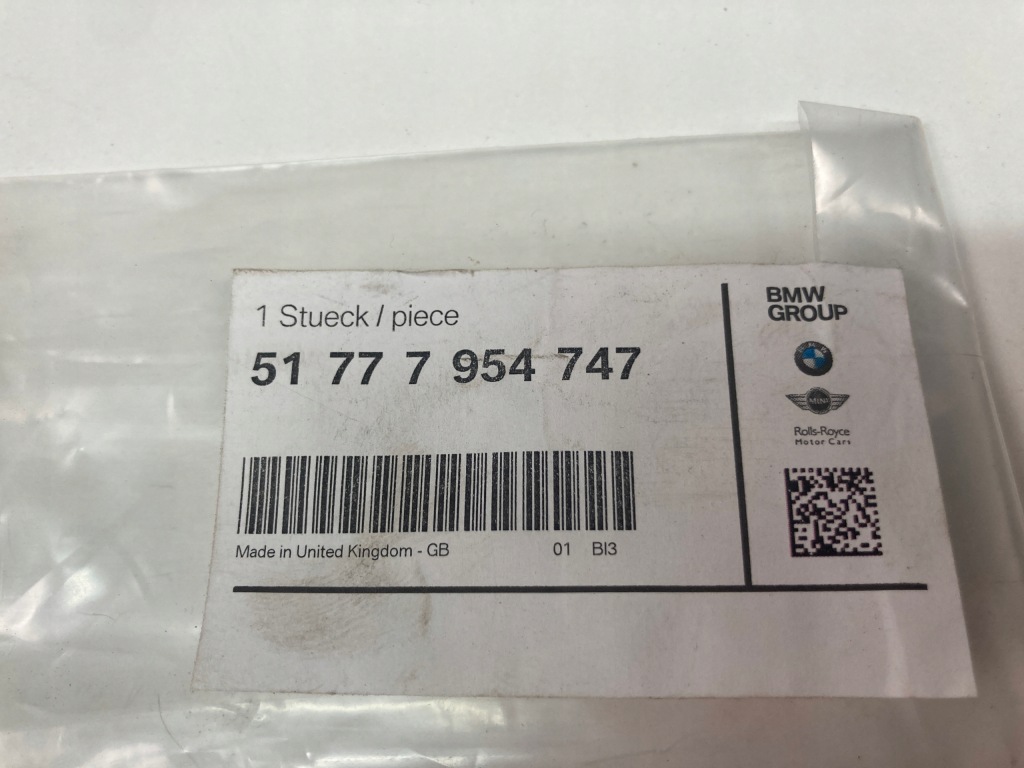 1 Stueck / piece
51 77 7 954 747
Made in United Kingdom - GB 01 BI3
BMW
GROUP
MINI
Rolls-Royce
Motor Cars